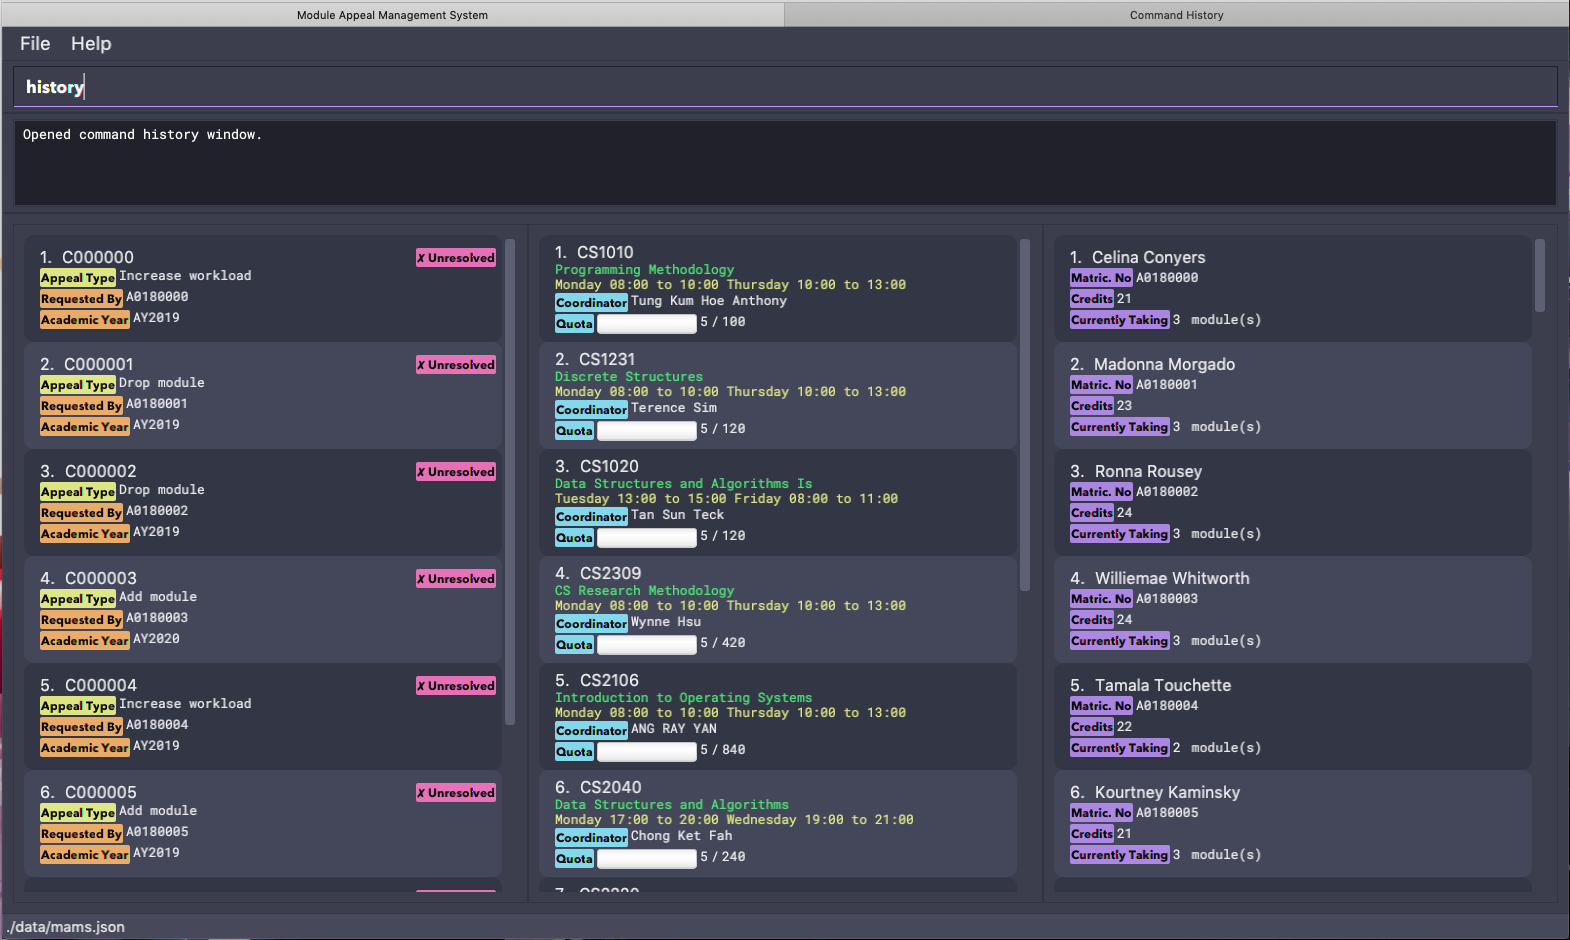 Module Appeal Management System
Command History
File Help
history
Opened command history window.
1. C000000
✗ Unresolved
Appeal Type Increase workload
Requested By A0180000
Academic Year AY2019
2. C000001
✗ Unresolved
Appeal Type Drop module
Requested By A0180001
Academic Year AY2019
3. C000002
✗ Unresolved
Appeal Type Drop module
Requested By A0180002
Academic Year AY2019
4. C000003
✗ Unresolved
Appeal Type Add module
Requested By A0180003
Academic Year AY2020
5. C000004
✗ Unresolved
Appeal Type Increase workload
Requested By A0180004
Academic Year AY2019
6. C000005
✗ Unresolved
Appeal Type Add module
Requested By A0180005
Academic Year AY2019
1. CS1010
Programming Methodology
Monday 08:00 to 10:00 Thursday 10:00 to 13:00
Coordinator Tung Kum Hoe Anthony
Quota 5 / 100
2. CS1231
Discrete Structures
Monday 08:00 to 10:00 Thursday 10:00 to 13:00
Coordinator Terence Sim
Quota 5 / 120
3. CS1020
Data Structures and Algorithms Is
Tuesday 13:00 to 15:00 Friday 08:00 to 11:00
Coordinator Tan Sun Teck
Quota 5 / 120
4. CS2309
CS Research Methodology
Monday 08:00 to 10:00 Thursday 10:00 to 13:00
Coordinator Wynne Hsu
Quota 5 / 420
5. CS2106
Introduction to Operating Systems
Monday 08:00 to 10:00 Thursday 10:00 to 13:00
Coordinator ANG RAY YAN
Quota 5 / 840
6. CS2040
Data Structures and Algorithms
Monday 17:00 to 20:00 Wednesday 19:00 to 21:00
Coordinator Chong Ket Fah
Quota 5 / 240
1. Celina Conyers
Matric. No A0180000
Credits 21
Currently Taking 3 module(s)
2. Madonna Morgado
Matric. No A0180001
Credits 23
Currently Taking 3 module(s)
3. Ronna Rousey
Matric. No A0180002
Credits 24
Currently Taking 3 module(s)
4. Williemae Whitworth
Matric. No A0180003
Credits 24
Currently Taking 3 module(s)
5. Tamala Touchette
Matric. No A0180004
Credits 22
Currently Taking 2 module(s)
6. Kourtney Kaminsky
Matric. No A0180005
Credits 21
Currently Taking 3 module(s)
./data/mams.json